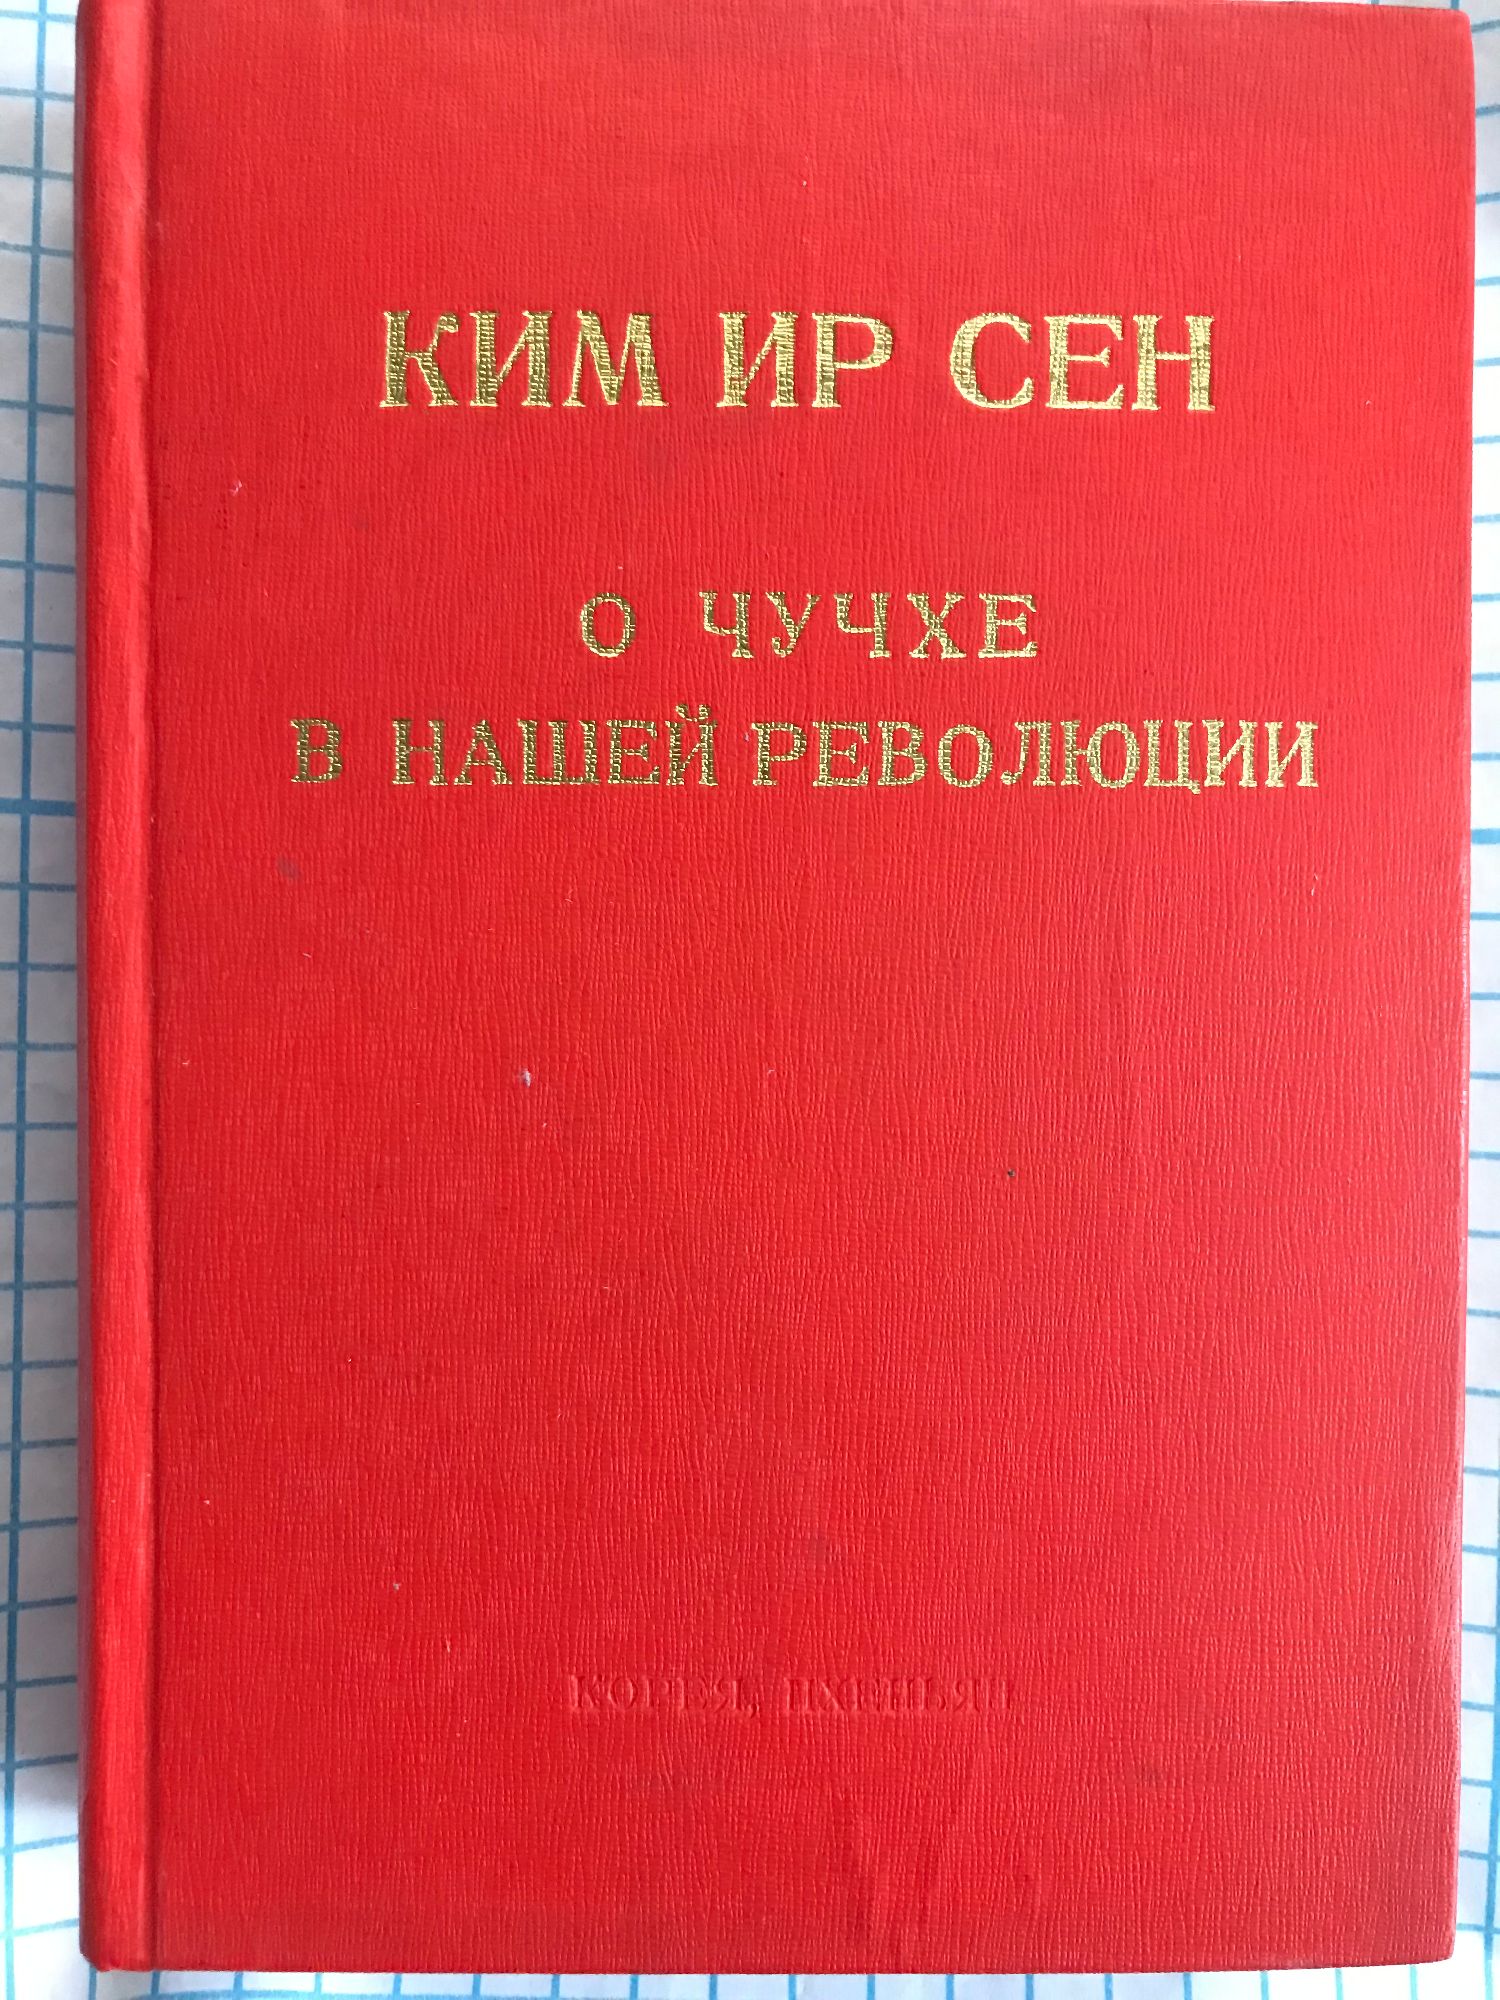 КИМ ИР СЕН
О ЧУЧХЕ
В НАШЕЙ РЕВОЛЮЦИИ
КОРЕЯ, ПХЕНЬЯН